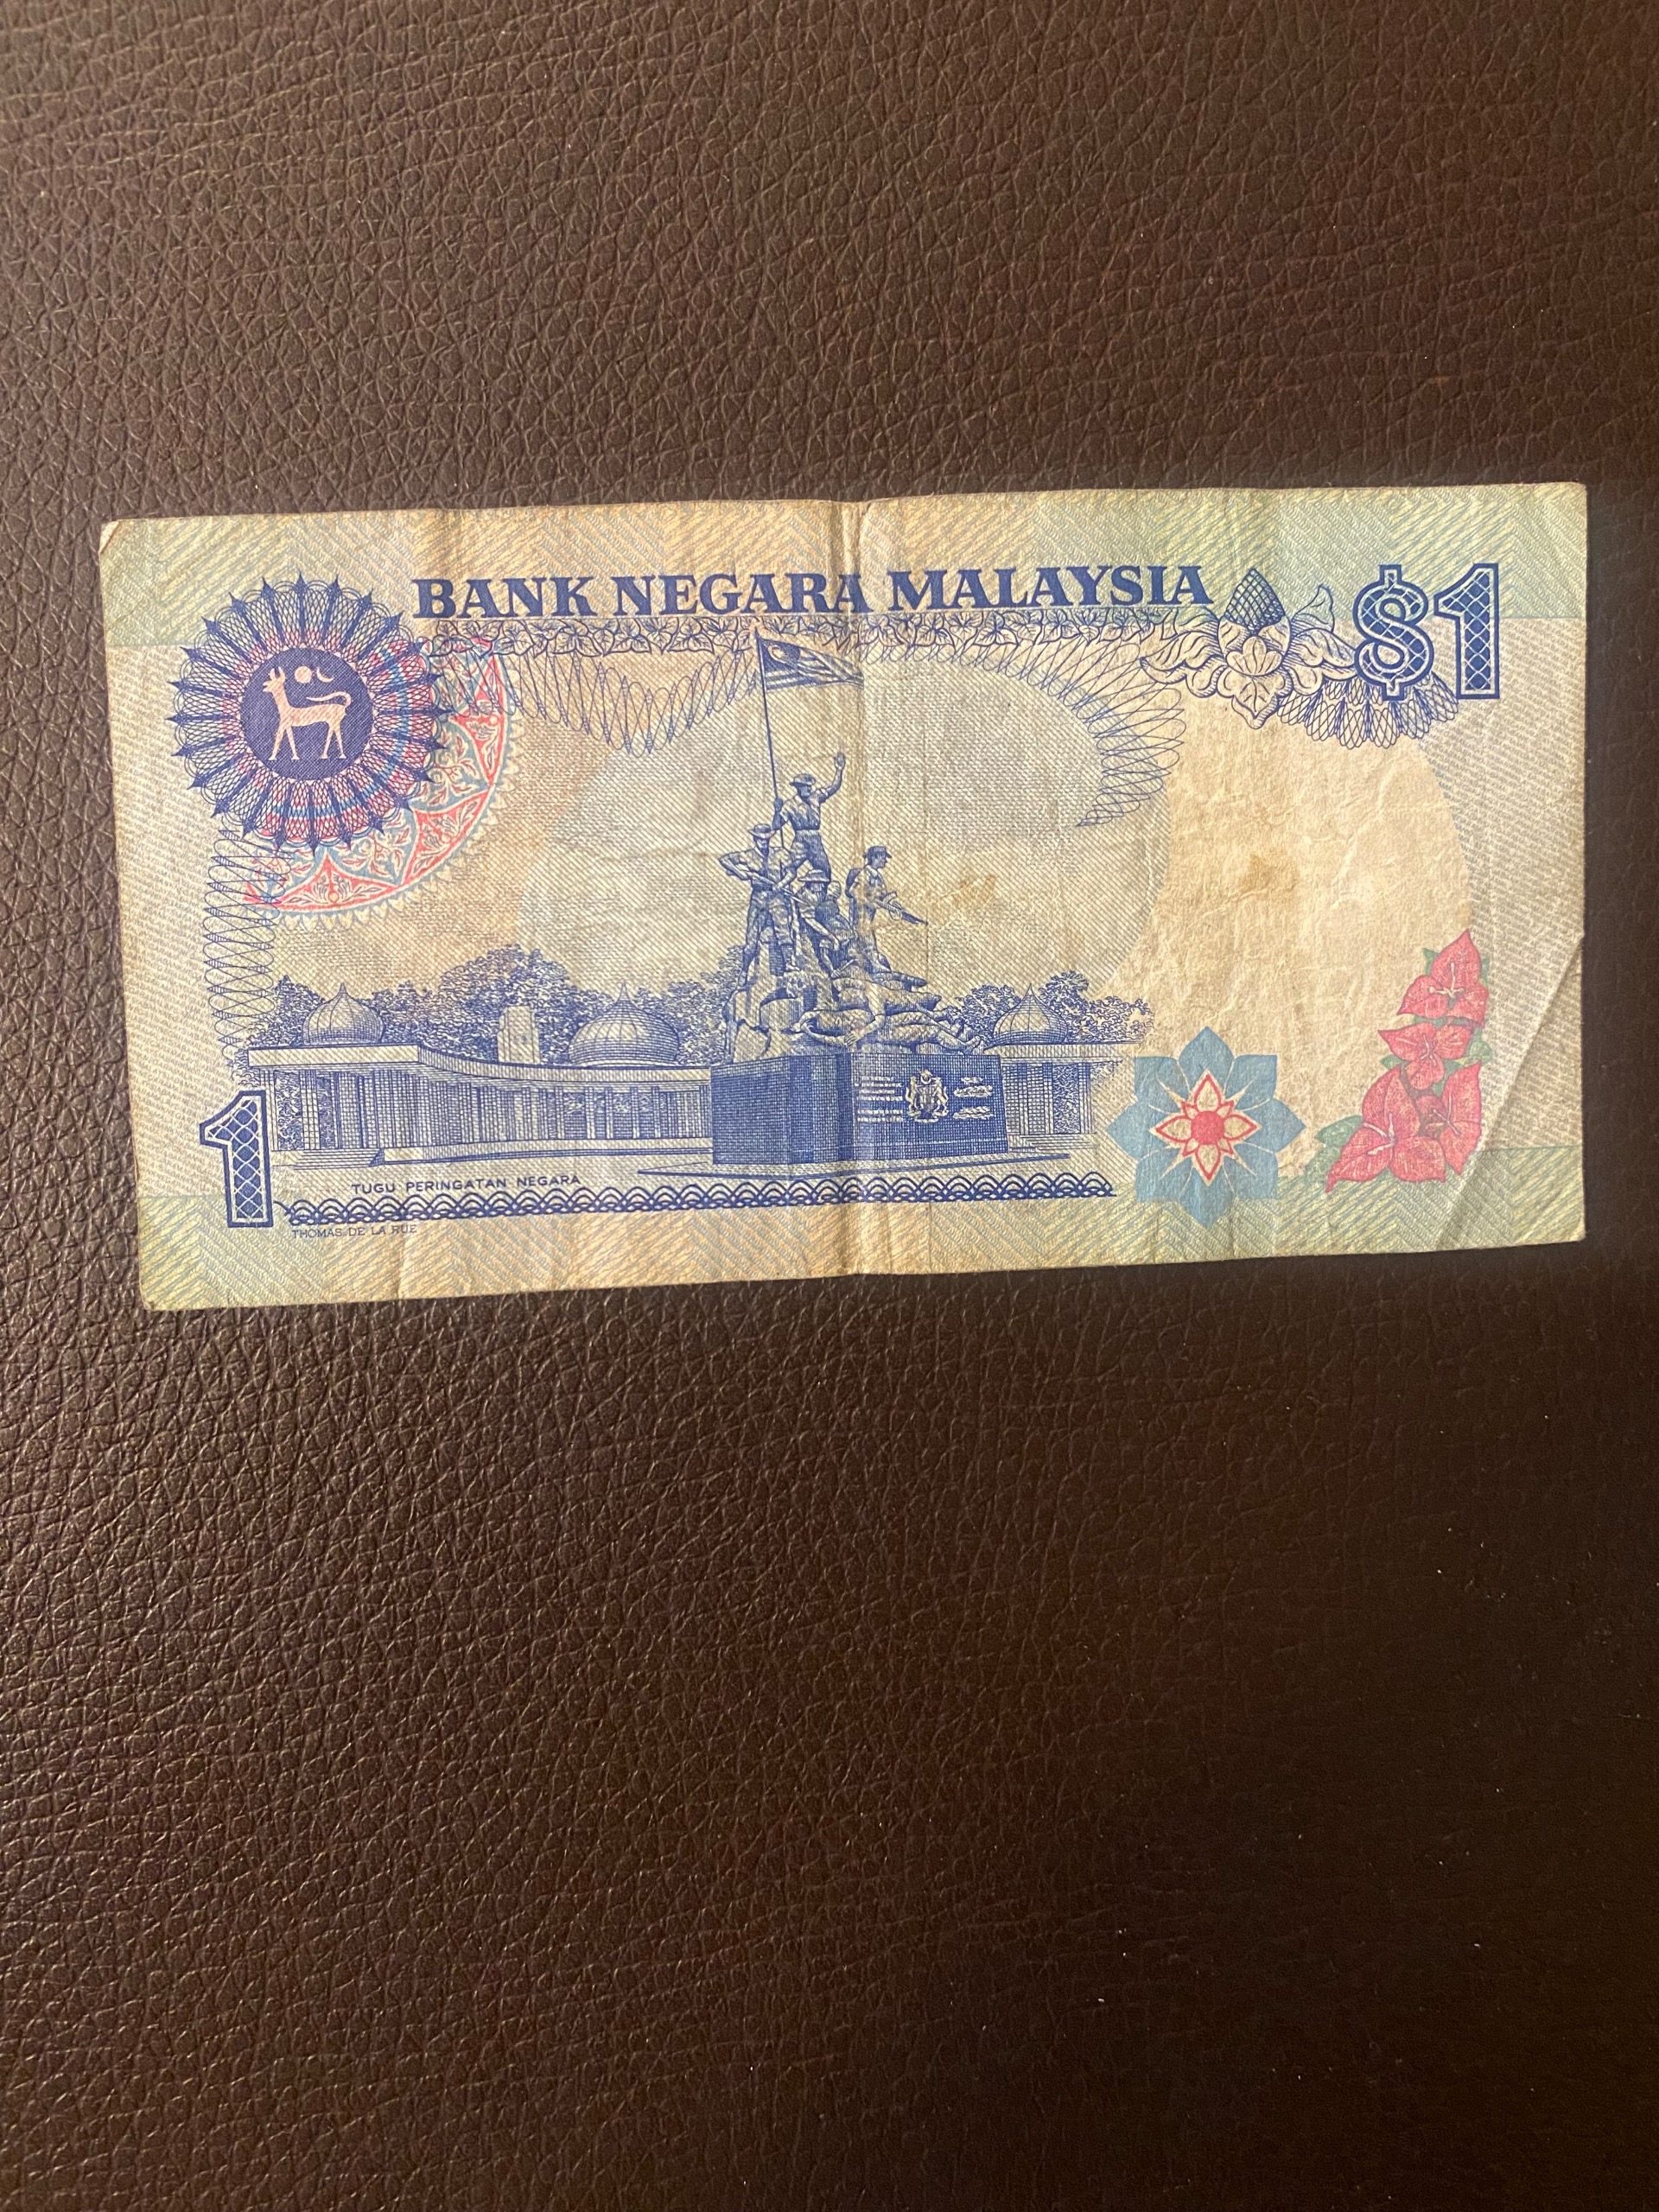 BANK NEGARA MALAYSIA
$1
1
TUGU PERINGATAN NEGARA
THOMAS DE LA RUE